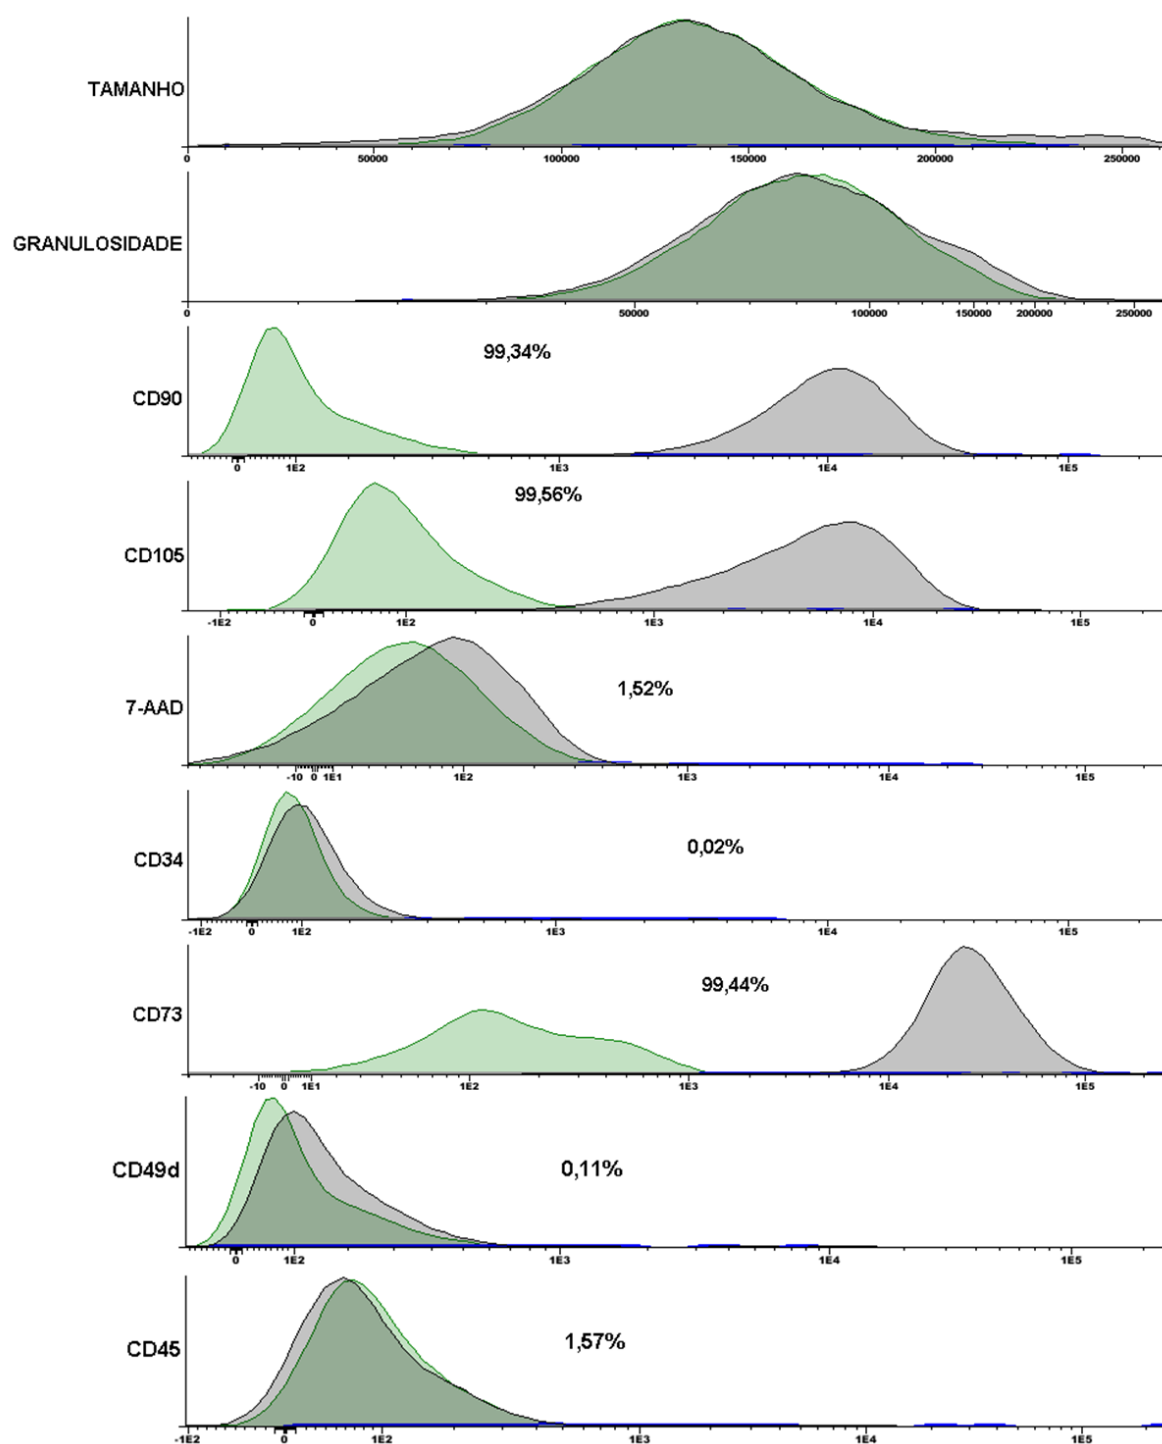 TAMANHO
0 50000 100000 150000 200000 250000
GRANULOSIDADE
0 50000 100000 150000 200000 250000
99,34%
CD90
0 1E2 1E3 1E4 1E5
99,56%
CD105
-1E2 0 1E2 1E3 1E4 1E5
1,52%
7-AAD
-10 0 1E1 1E2 1E3 1E4 1E5
0,02%
CD34
-1E2 0 1E2 1E3 1E4 1E5
99,44%
CD73
-10 0 1E1 1E2 1E3 1E4 1E5
0,11%
CD49d
0 1E2 1E3 1E4 1E5
1,57%
CD45
-1E2 0 1E2 1E3 1E4 1E5